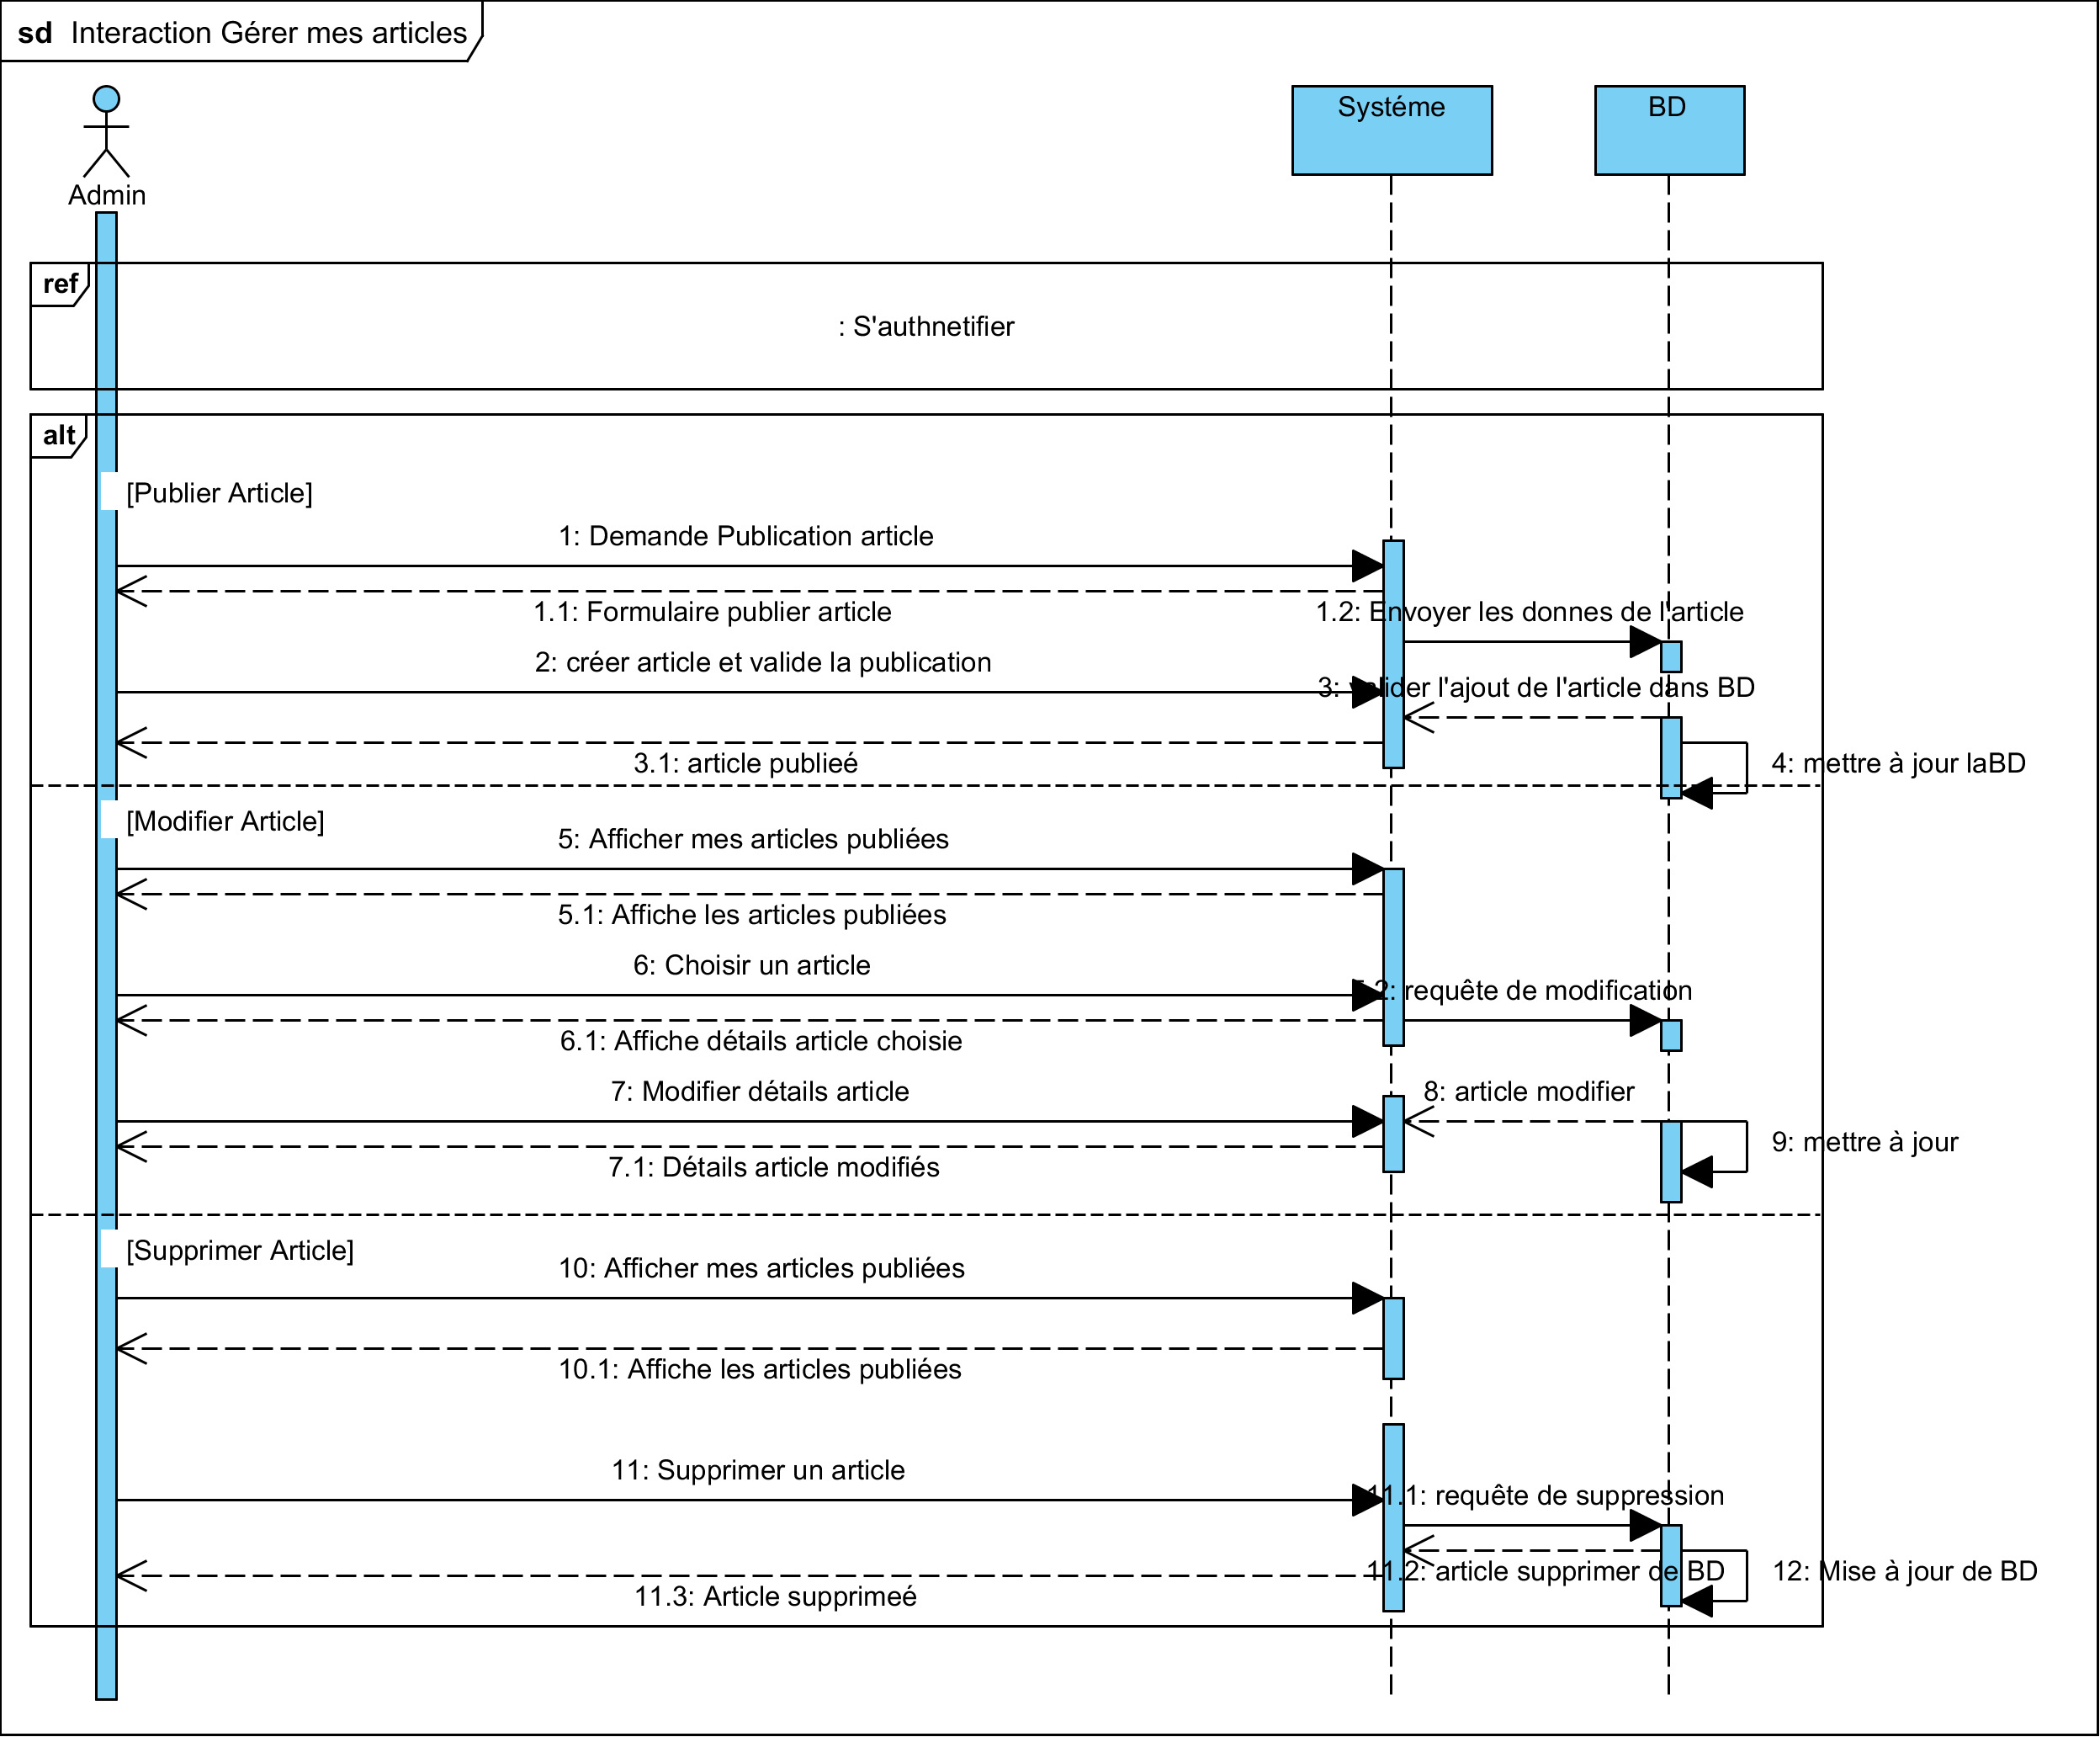 sd Interaction Gérer mes articles
Systéme
BD
Admin
ref
: S'authnetifier
alt
[Publier Article]
1: Demande Publication article
1.1: Formulaire publier article
1.2: Envoyer les donnes de l'article
2: créer article et valide la publication
3: valider l'ajout de l'article dans BD
3.1: article publieé
4: mettre à jour laBD
[Modifier Article]
5: Afficher mes articles publiées
5.1: Affiche les articles publiées
6: Choisir un article
5.2: requête de modification
6.1: Affiche détails article choisie
7: Modifier détails article
8: article modifier
9: mettre à jour
7.1: Détails article modifiés
[Supprimer Article]
10: Afficher mes articles publiées
10.1: Affiche les articles publiées
11: Supprimer un article
11.1: requête de suppression
11.2: article supprimer de BD
12: Mise à jour de BD
11.3: Article supprimeé